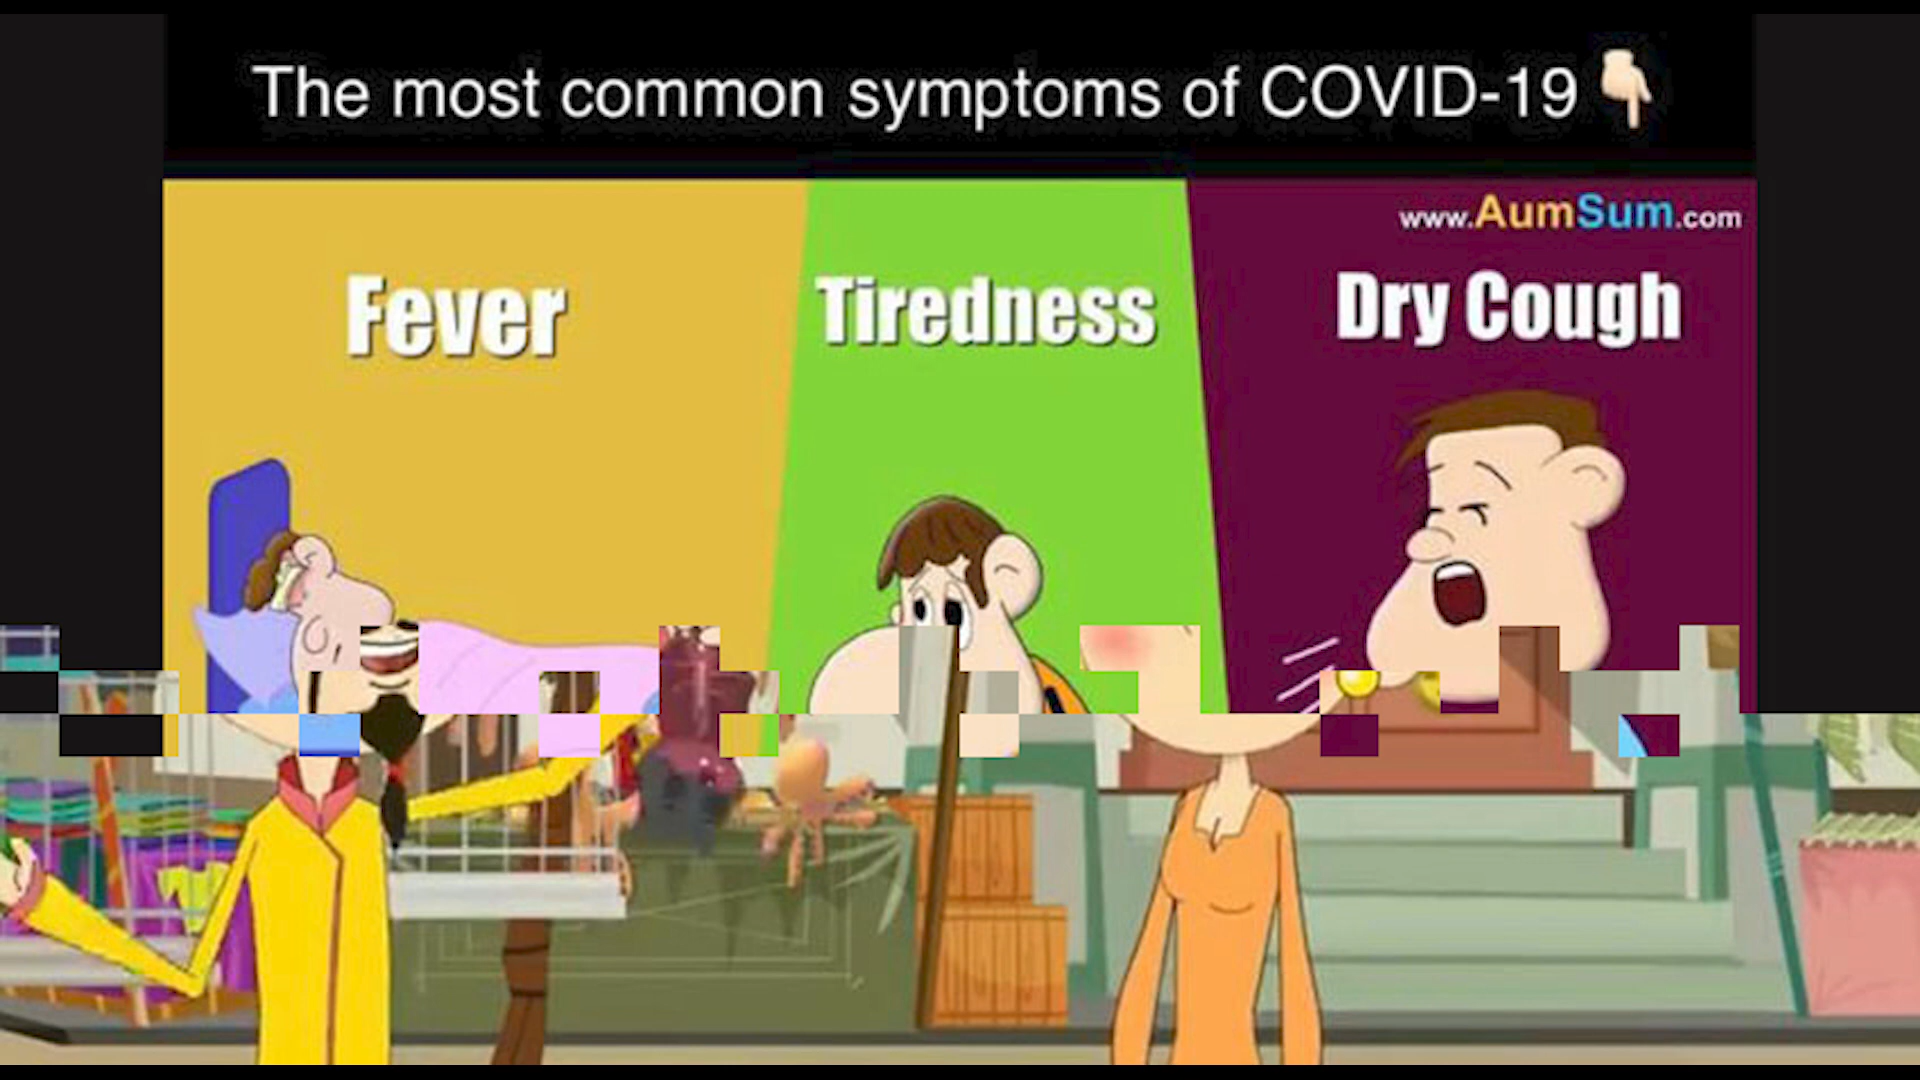 The most common symptoms of COVID-19👇🏻
www.AumSum.com
Fever
Tiredness
Dry Cough